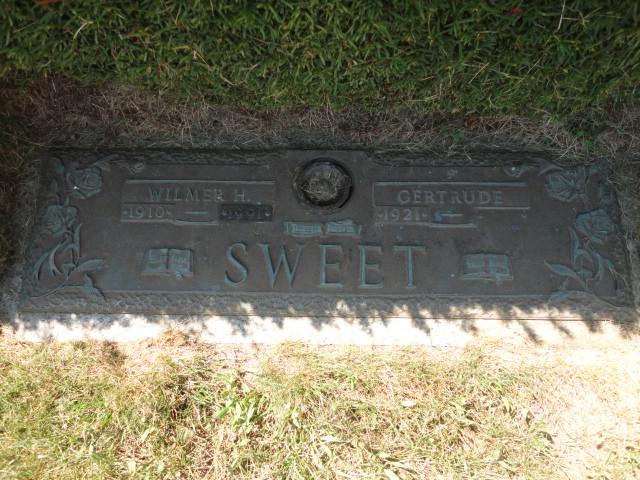 WILMER H.
1910 — 1991
GERTRUDE
1921 —
SWEET